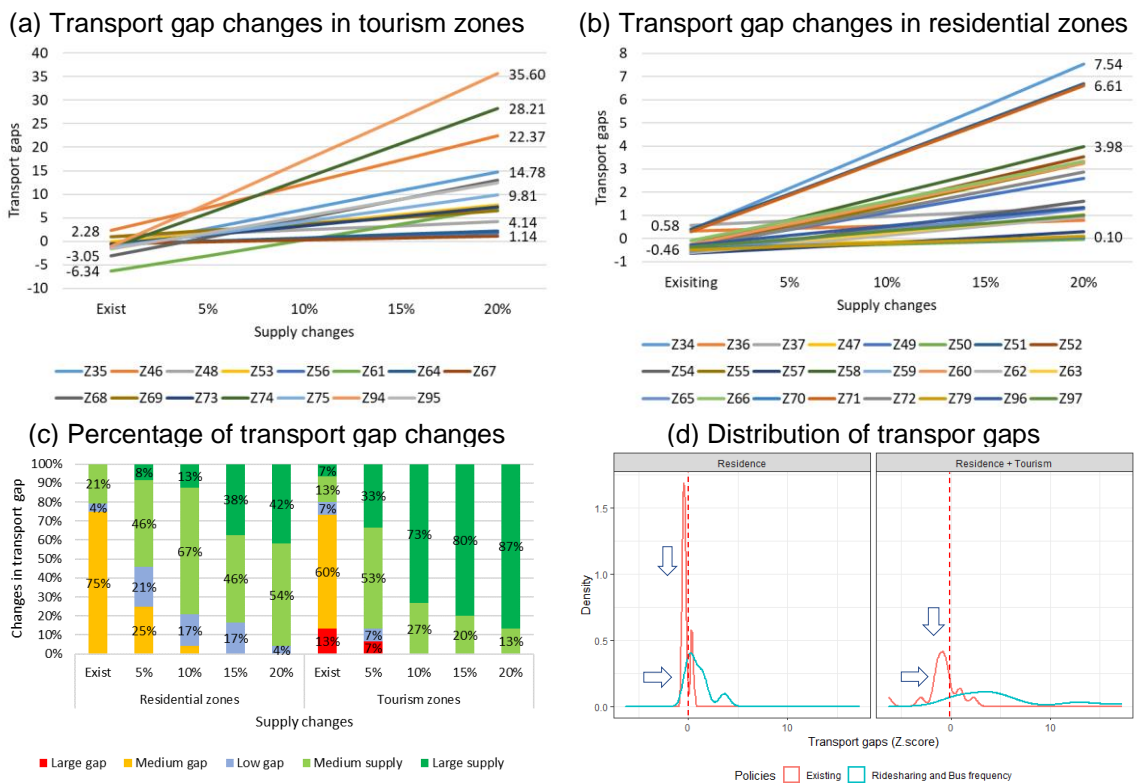 (a) Transport gap changes in tourism zones
40
35
30
25
20
15
10
5
0
-5
-10
Transport gaps
2.28
-3.05
-6.34
35.60
28.21
22.37
14.78
9.81
4.14
1.14
Exist 5% 10% 15% 20%
Supply changes
Z35 Z46 Z48 Z53 Z56 Z61 Z64 Z67
Z68 Z69 Z73 Z74 Z75 Z94 Z95
(b) Transport gap changes in residential zones
8
7
6
5
4
3
2
1
0
-1
Transport gaps
0.58
-0.46
7.54
6.61
3.98
0.10
Exisiting 5% 10% 15% 20%
Supply changes
Z34 Z36 Z37 Z47 Z49 Z50 Z51 Z52
Z54 Z55 Z57 Z58 Z59 Z60 Z62 Z63
Z65 Z66 Z70 Z71 Z72 Z79 Z96 Z97
(c) Percentage of transport gap changes
100%
90%
80%
70%
60%
50%
40%
30%
20%
10%
0%
Changes in transport gap
21% 8% 13% 38% 42% 7% 33% 73% 80% 87%
4% 46% 67% 46% 54% 13% 53% 27% 20% 13%
75% 21% 17% 17% 4% 7% 7%
25% 60% 7%
13%
Exist 5% 10% 15% 20% Exist 5% 10% 15% 20%
Residential zones Tourism zones
Supply changes
Large gap Medium gap Low gap Medium supply Large supply
(d) Distribution of transpor gaps
Residence Residence + Tourism
1.5
1.0
0.5
0.0
Density
0 10 0 10
Transport gaps (Z.score)
Policies Existing Ridesharing and Bus frequency